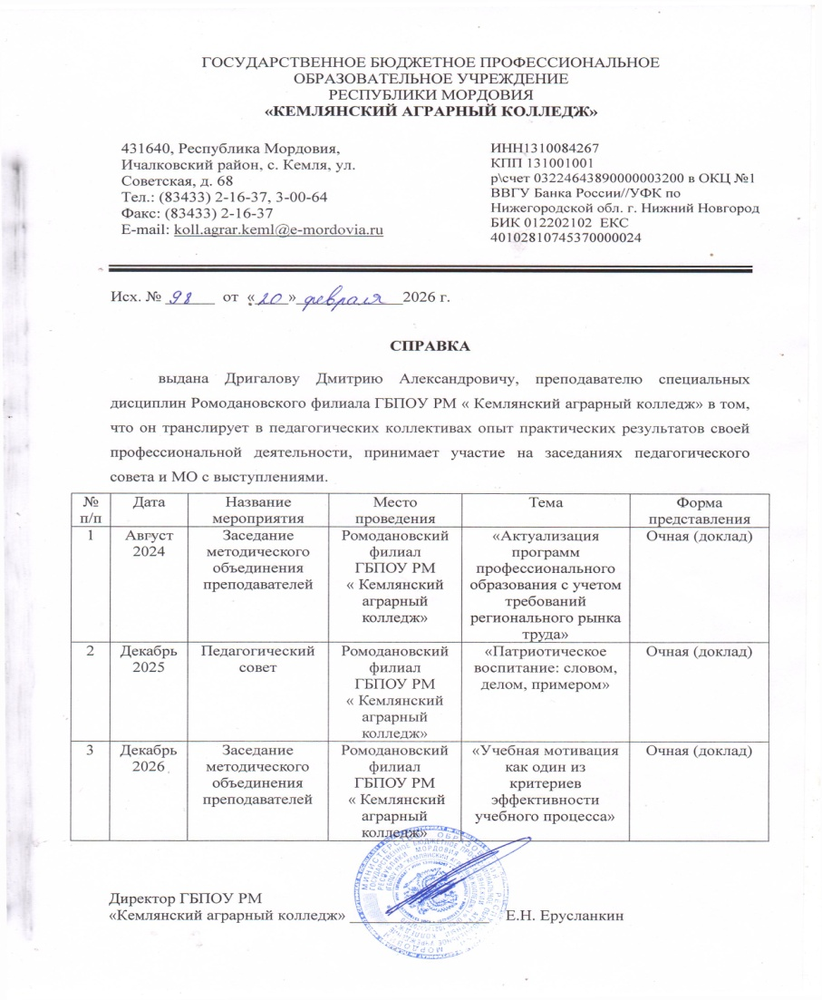 ГОСУДАРСТВЕННОЕ БЮДЖЕТНОЕ ПРОФЕССИОНАЛЬНОЕ
ОБРАЗОВАТЕЛЬНОЕ УЧРЕЖДЕНИЕ
РЕСПУБЛИКИ МОРДОВИЯ
«КЕМЛЯНСКИЙ АГРАРНЫЙ КОЛЛЕДЖ»
431640, Республика Мордовия,
Ичалковский район, с. Кемля, ул.
Советская, д. 68
Тел.: (83433) 2-16-37, 3-00-64
Факс: (83433) 2-16-37
E-mail: koll.agrar.keml@e-mordovia.ru
ИНН1310084267
КПП 131001001
р\счет 03224643890000003200 в ОКЦ №1
ВВГУ Банка России//УФК по
Нижегородской обл. г. Нижний Новгород
БИК 012202102 ЕКС
40102810745370000024
Исх. № 98 от «20» февраля 2026 г.
СПРАВКА
выдана Дригалову Дмитрию Александровичу, преподавателю специальных
дисциплин Ромодановского филиала ГБПОУ РМ « Кемлянский аграрный колледж» в том,
что он транслирует в педагогических коллективах опыт практических результатов своей
профессиональной деятельности, принимает участие на заседаниях педагогического
совета и МО с выступлениями.
№ п/п
Дата
Название
мероприятия
Место
проведения
Тема
Форма
представления
1
Август
2024
Заседание
методического
объединения
преподавателей
Ромодановский
филиал
ГБПОУ РМ
« Кемлянский
аграрный
колледж»
«Актуализация
программ
профессионального
образования с учетом
требований
регионального рынка
труда»
Очная (доклад)
2
Декабрь
2025
Педагогический
совет
Ромодановский
филиал
ГБПОУ РМ
« Кемлянский
аграрный
колледж»
«Патриотическое
воспитание: словом,
делом, примером»
Очная (доклад)
3
Декабрь
2026
Заседание
методического
объединения
преподавателей
Ромодановский
филиал
ГБПОУ РМ
« Кемлянский
аграрный
колледж»
«Учебная мотивация
как один из
критериев
эффективности
учебного процесса»
Очная (доклад)
Директор ГБПОУ РМ
«Кемлянский аграрный колледж» Е.Н. Ерусланкин